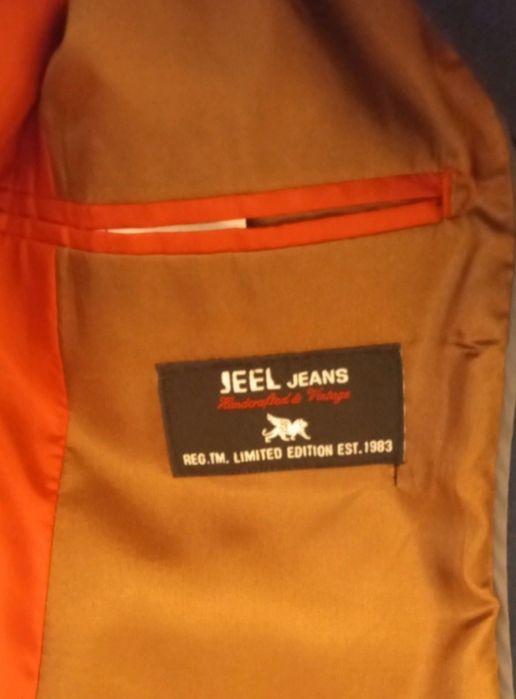 JEEL JEANS
Handcrafted & Vintage
REG.TM. LIMITED EDITION EST.1983